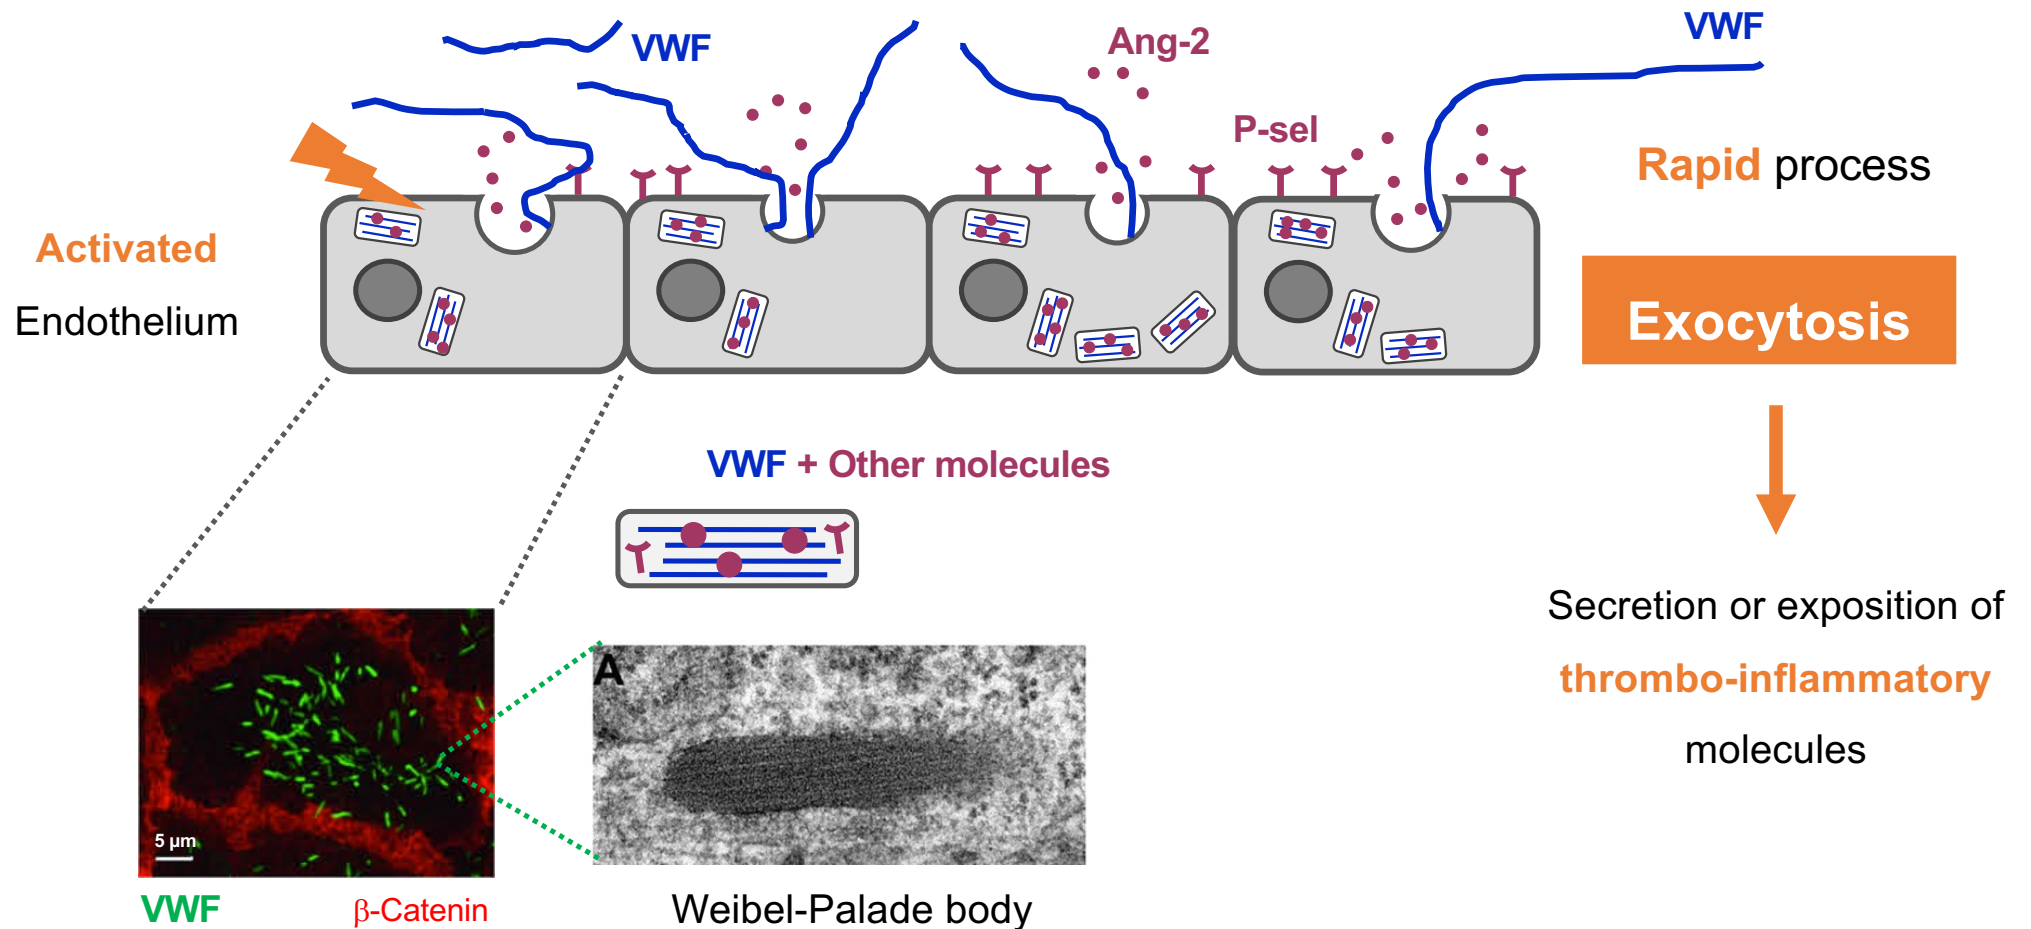 VWF
Ang-2
VWF
P-sel
Rapid process
Activated
Endothelium
Exocytosis
VWF + Other molecules
Secretion or exposition of
thrombo-inflammatory
molecules
A
5 μm
VWF
β-Catenin
Weibel-Palade body